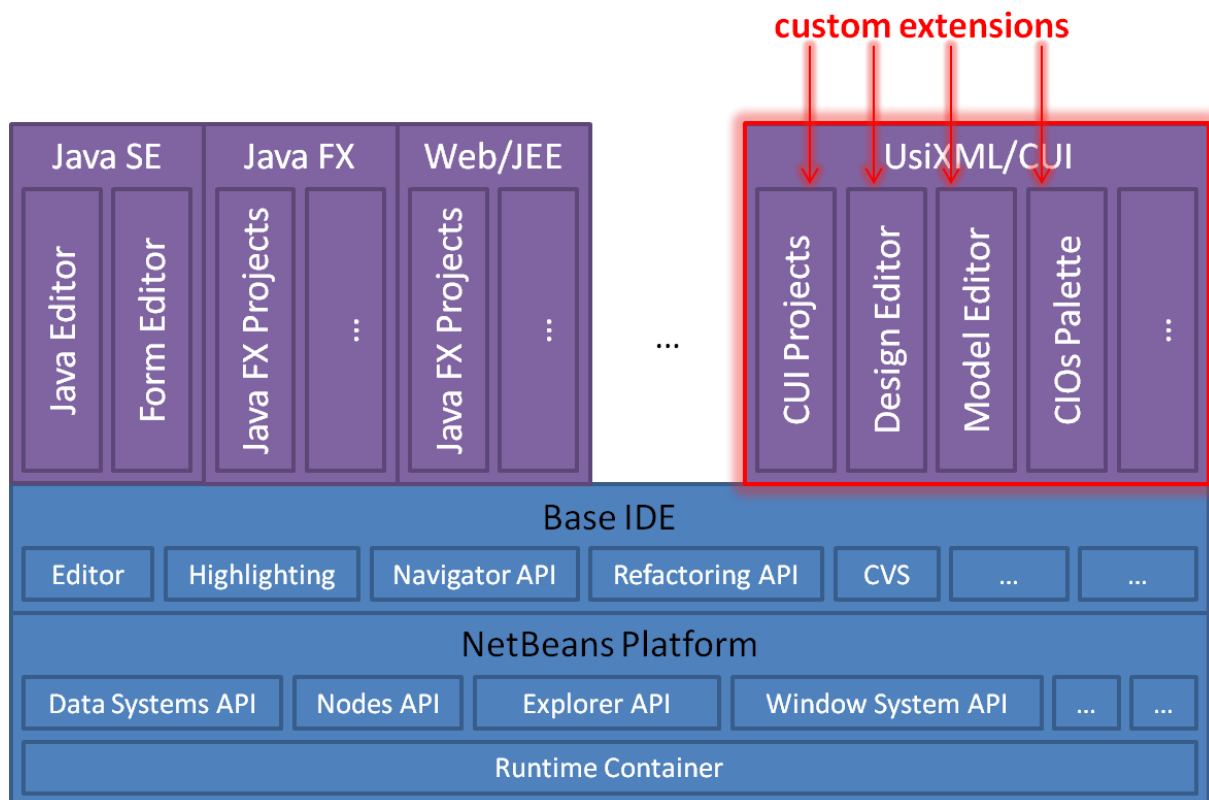 custom extensions
Java SE
Java FX
Web/JEE
UsiXML/CUI
Java Editor
Form Editor
Java FX Projects
...
Java FX Projects
...
...
CUI Projects
Design Editor
Model Editor
CIOs Palette
...
Base IDE
Editor
Highlighting
Navigator API
Refactoring API
CVS
...
...
NetBeans Platform
Data Systems API
Nodes API
Explorer API
Window System API
...
...
Runtime Container